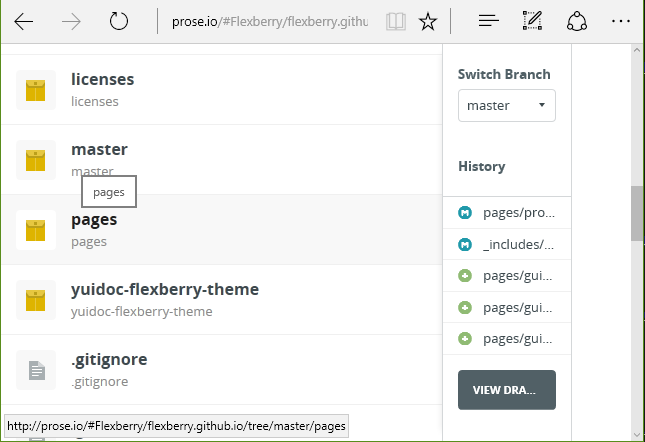 prose.io/#Flexberry/flexberry.githu
licenses
licenses
master
master
pages
pages
pages
yuidoc-flexberry-theme
yuidoc-flexberry-theme
.gitignore
.gitignore
http://prose.io/#Flexberry/flexberry.github.io/tree/master/pages
Switch Branch
master
History
M pages/pro...
M _includes/...
pages/gui...
pages/gui...
pages/gui...
VIEW DRA...